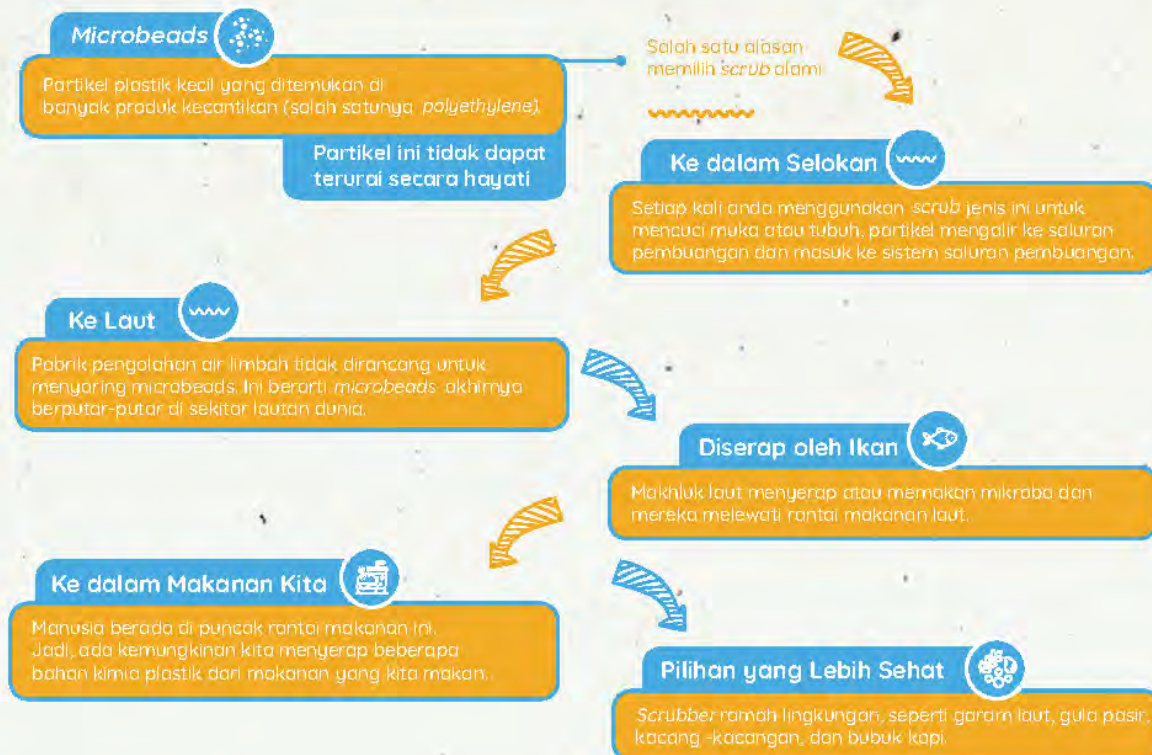 Microbeads
Partikel plastik kecil yang ditemukan di
banyak produk kecantikan (salah satunya polyethylene)
Partikel ini tidak dapat
terurai secara hayati
Salah satu alasan
memilih scrub alami
Ke dalam Selokan
Setiap kali anda menggunakan scrub jenis ini untuk
mencuci muka atau tubuh, partikel mengalir ke saluran
pembuangan dan masuk ke sistem saluran pembuangan.
Ke Laut
Pabrik pengolahan air limbah tidak dirancang untuk
menyaring microbeads. Ini berarti microbeads akhirnya
berputar-putar di sekitar lautan dunia.
Diserap oleh Ikan
Makhluk laut menyerap atau memakan mikroba dan
mereka melewati rantai makanan laut.
Ke dalam Makanan Kita
Manusia berada di puncak rantai makanan ini.
Jadi, ada kemungkinan kita menyerap beberapa
bahan kimia plastik dari makanan yang kita makan.
Pilihan yang Lebih Sehat
Scrubber ramah lingkungan, seperti garam laut, gula pasir,
kacang -kacangan, dan bubuk kopi.